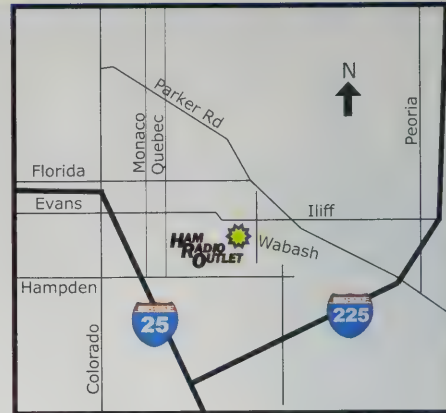 N
Parker Rd
Monaco
Quebec
Peoria
Florida
Evans
Iliff
HAM
RADIO
OUTLET
Wabash
Hampden
25
225
Colorado